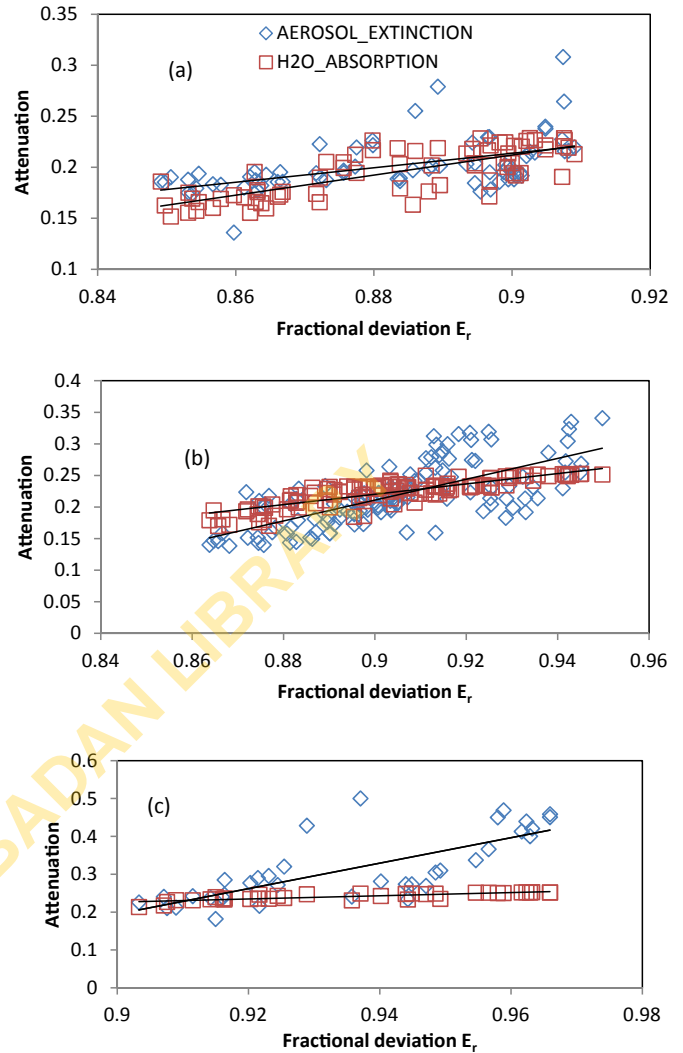 0.35
◇ AEROSOL_EXTINCTION
□ H2O_ABSORPTION
(a)
0.3
0.25
0.2
0.15
0.1
Attenuation
0.84 0.86 0.88 0.9 0.92
Fractional deviation Er
0.4
(b)
0.35
0.3
0.25
0.2
0.15
0.1
0.05
0
Attenuation
0.84 0.86 0.88 0.9 0.92 0.94 0.96
Fractional deviation Er
0.6
(c)
0.5
0.4
0.3
0.2
0.1
0
Attenuation
0.9 0.92 0.94 0.96 0.98
Fractional deviation Er
BADAN LIBRARY